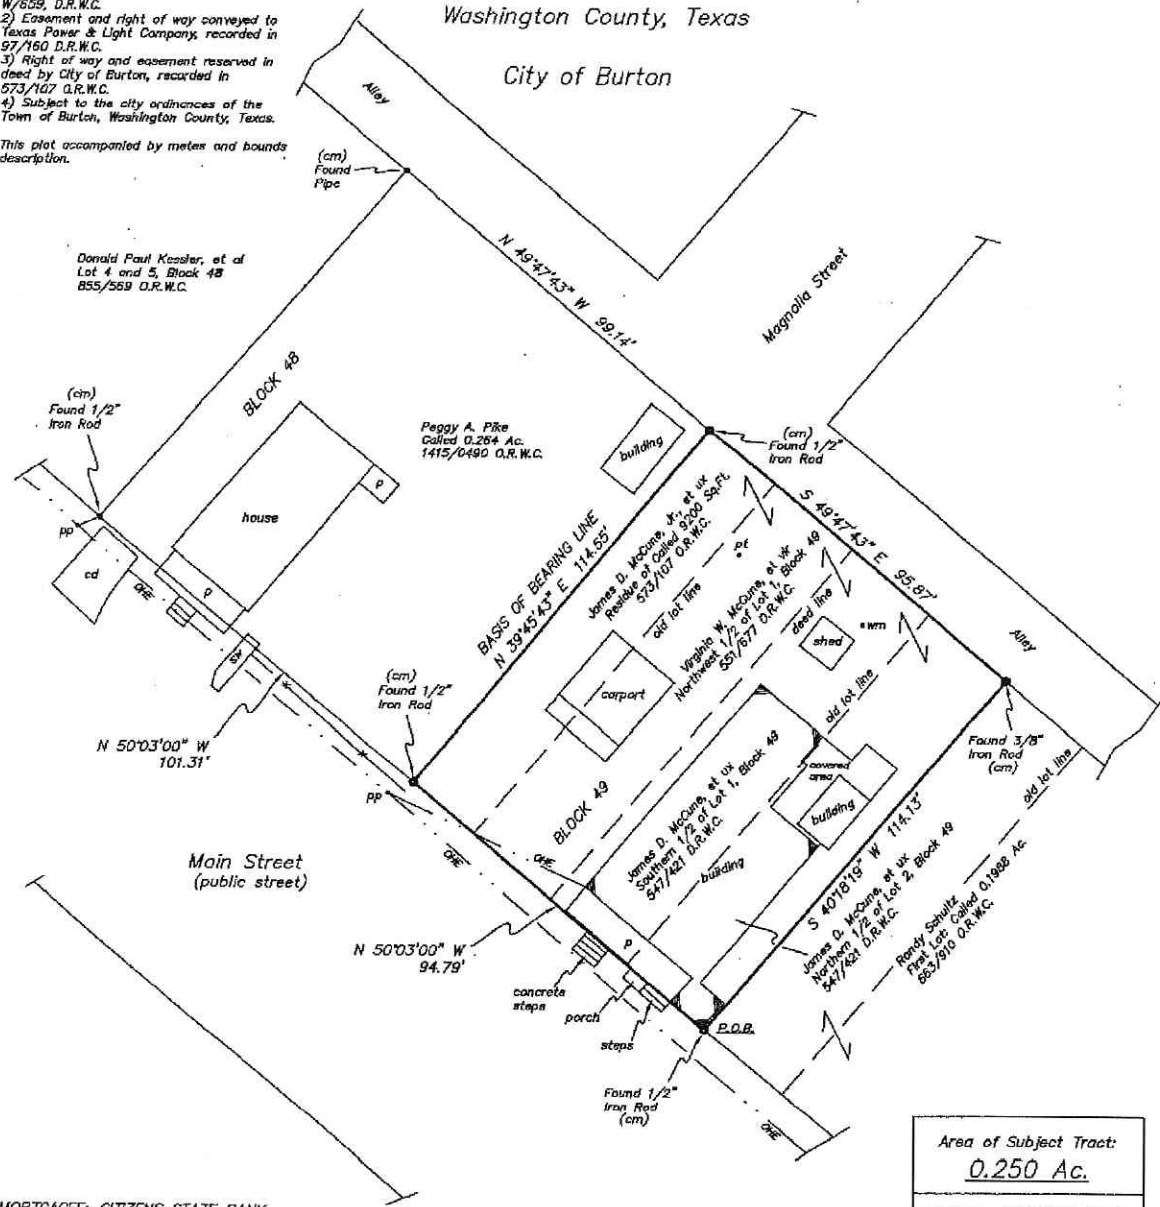 W/659, D.R.W.C.
2) Easement and right of way conveyed to
Texas Power & Light Company, recorded in
97/160 D.R.W.C.
3) Right of way and easement reserved in
deed by City of Burton, recorded in
573/107 O.R.W.C.
4) Subject to the city ordinances of the
Town of Burton, Washington County, Texas.
This plat accompanied by metes and bounds
description.
Washington County, Texas
City of Burton
Alley
(cm)
Found
Pipe
Donald Paul Kessler, et al
Lot 4 and 5, Block 48
855/569 O.R.W.C.
N 49°47'43" W 99.14'
Magnolia Street
BLOCK 48
(cm)
Found 1/2"
Iron Rod
Peggy A. Pike
Called 0.264 Ac.
1415/0490 O.R.W.C.
building
(cm)
Found 1/2"
Iron Rod
p
house
pp
cd
OHE
p
sw
BASIS OF BEARING LINE
N 39°45'43" E 114.65'
James D. McCune, Jr., et ux
Residue of Called 9200 Sq.Ft.
573/107 O.R.W.C.
old lot line
pt
S 49°47'43" E 95.87'
Virginia W. McCune, et vir
Northwest 1/2 of Lot 1, Block 49
551/677 O.R.W.C.
deed line
shed
wm
Alley
(cm)
Found 1/2"
Iron Rod
carport
old lot line
N 50°03'00" W
101.31'
Found 3/8"
Iron Rod
(cm)
old lot line
pp
BLOCK 49
James D. McCune, et ux
Southern 1/2 of Lot 1, Block 49
547/421 D.R.W.C.
covered
area
building
building
Main Street
(public street)
OHE
OHE
S 40°18'19" W 114.13'
James D. McCune, et ux
Northern 1/2 of Lot 2, Block 49
547/421 D.R.W.C.
Randy Schultz
First Lot: Called 0.1988 Ac.
663/910 O.R.W.C.
N 50°03'00" W
94.79'
p
concrete
steps
porch
steps
P.O.B.
Found 1/2"
Iron Rod
(cm)
OHE
Area of Subject Tract:
0.250 Ac.
MORTGAGEE: CITIZENS STATE BANK